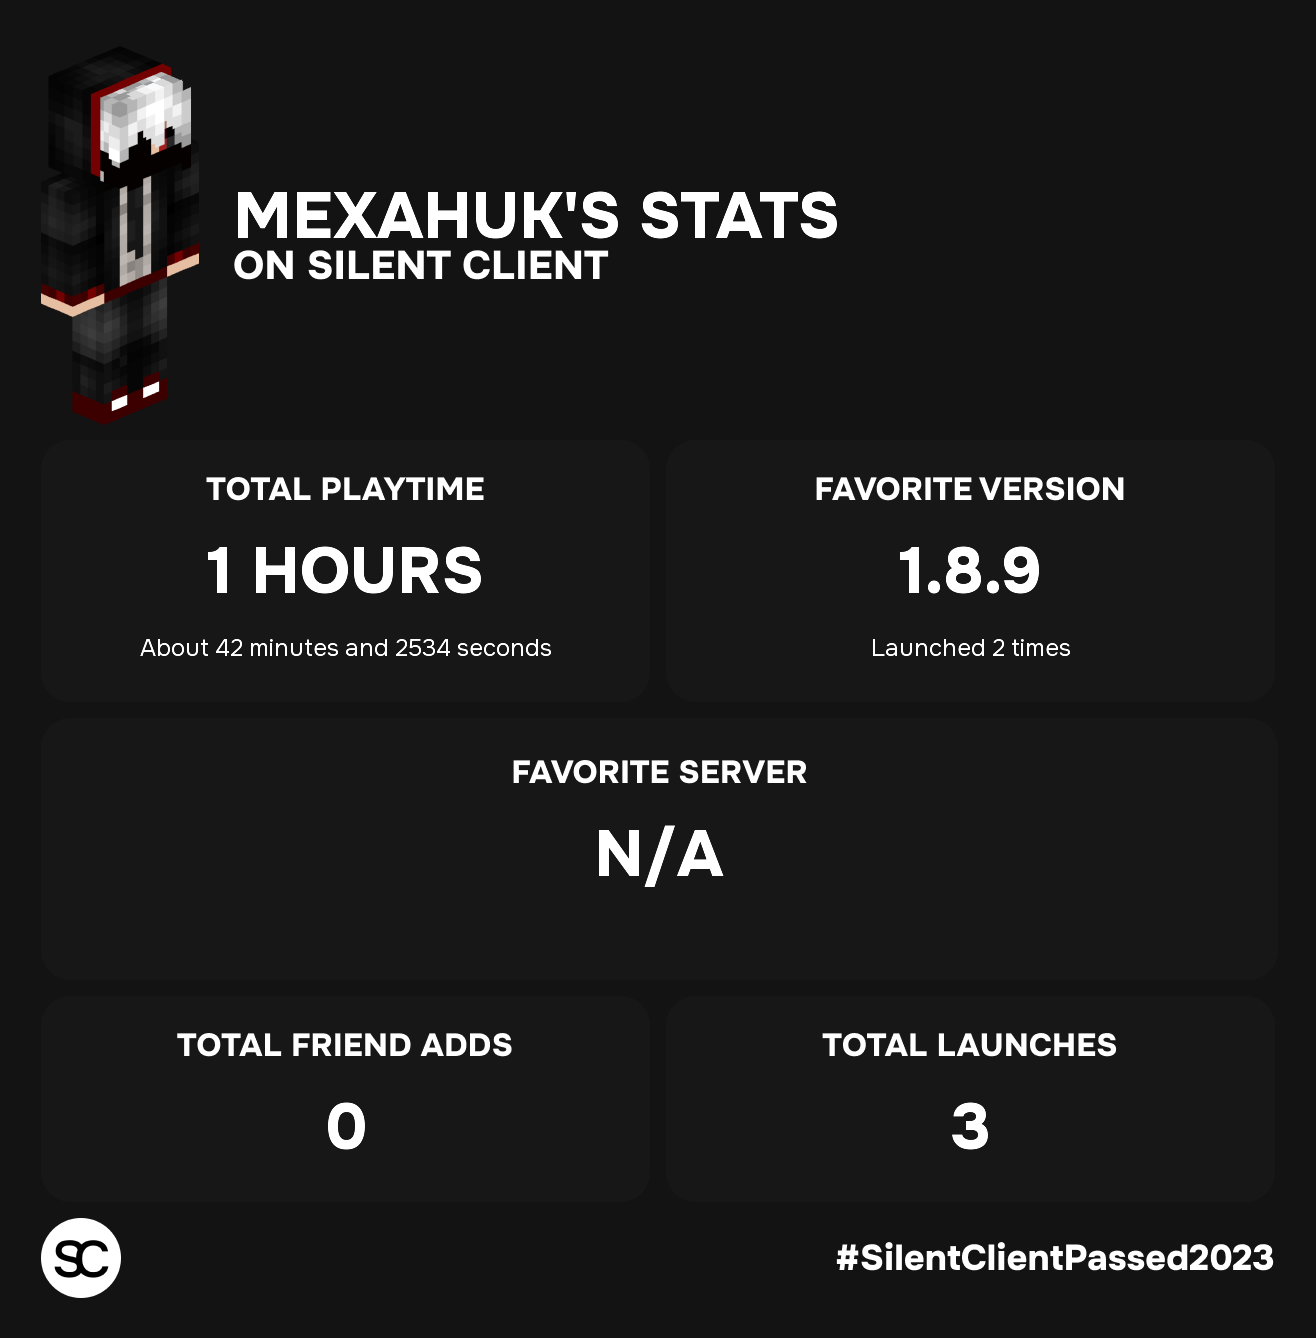 MEXAHUK'S STATS
ON SILENT CLIENT
TOTAL PLAYTIME
1 HOURS
About 42 minutes and 2534 seconds
FAVORITE VERSION
1.8.9
Launched 2 times
FAVORITE SERVER
N/A
TOTAL FRIEND ADDS
0
TOTAL LAUNCHES
3
SC
#SilentClientPassed2023